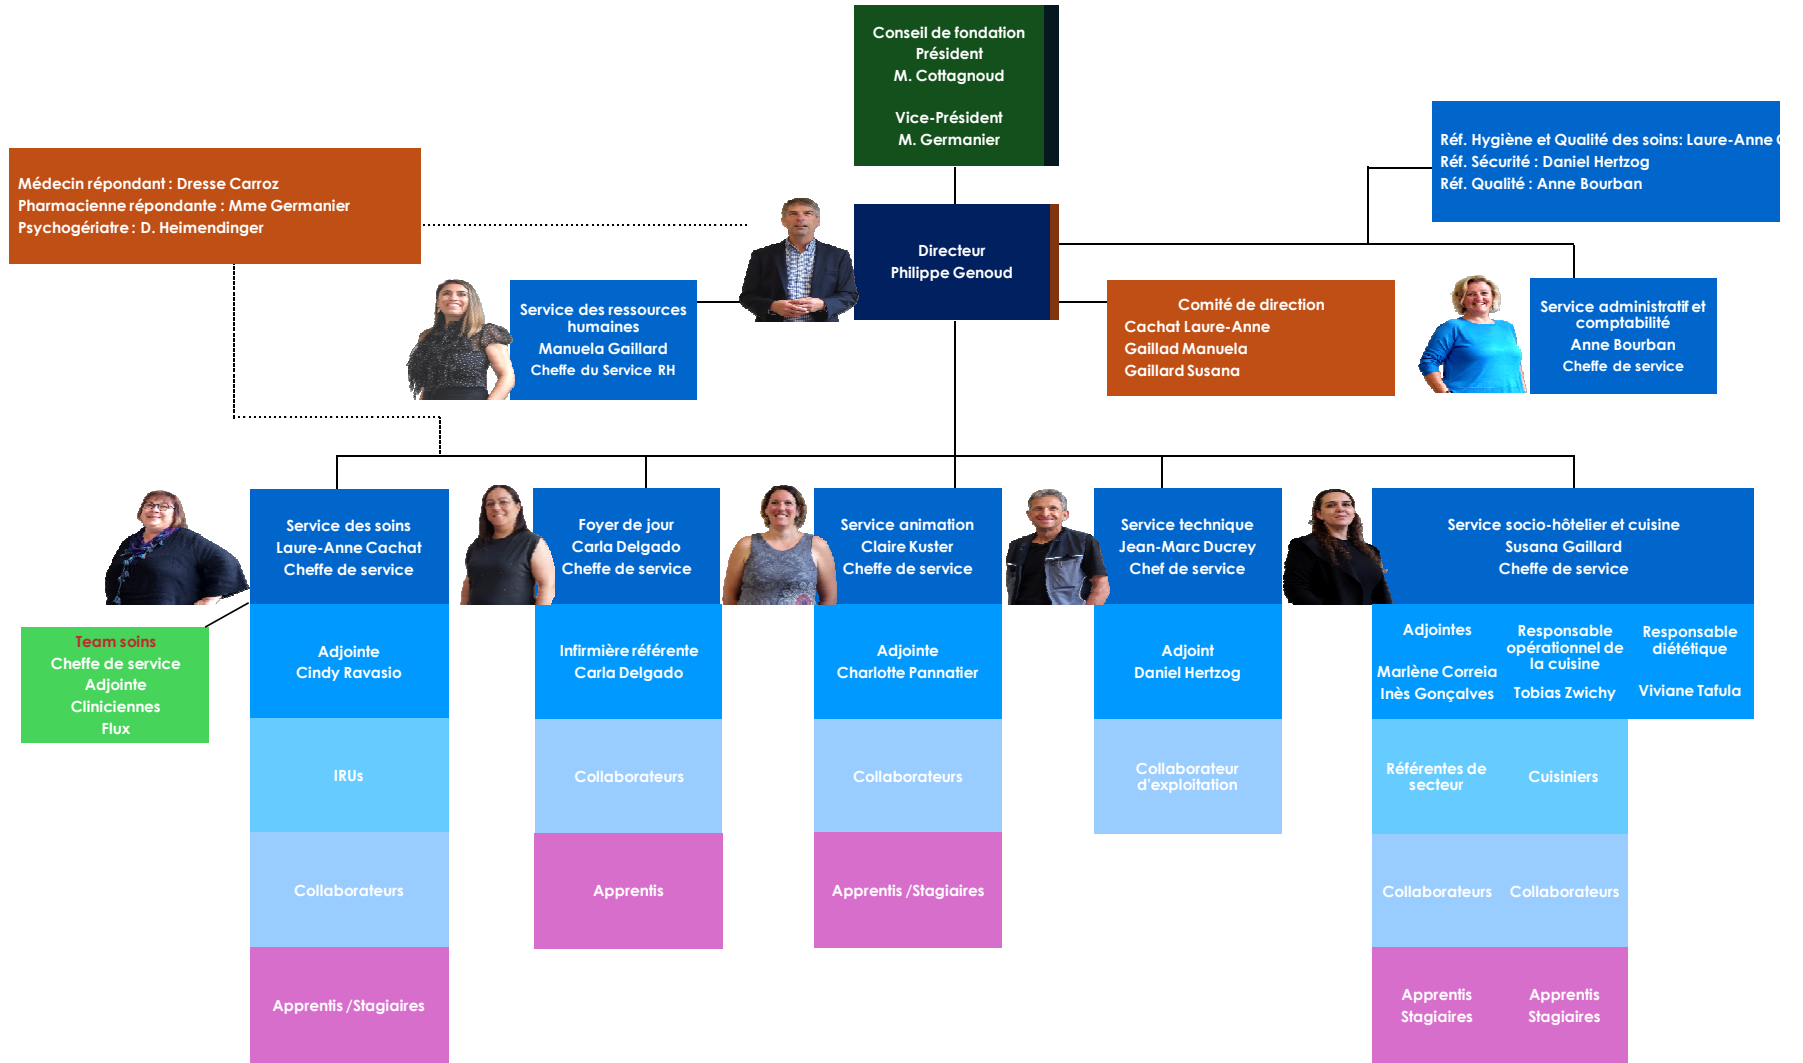 Conseil de fondation
Président
M. Cottagnoud
Vice-Président
M. Germanier
Réf. Hygiène et Qualité des soins: Laure-Anne
Réf. Sécurité : Daniel Hertzog
Réf. Qualité : Anne Bourban
Médecin répondant : Dresse Carroz
Pharmacienne répondante : Mme Germanier
Psychogériatre : D. Heimendinger
Directeur
Philippe Genoud
Service des ressources
humaines
Manuela Gaillard
Cheffe du Service RH
Comité de direction
Cachat Laure-Anne
Gaillad Manuela
Gaillard Susana
Service administratif et
comptabilité
Anne Bourban
Cheffe de service
Service des soins
Laure-Anne Cachat
Cheffe de service
Foyer de jour
Carla Delgado
Cheffe de service
Service animation
Claire Kuster
Cheffe de service
Service technique
Jean-Marc Ducrey
Chef de service
Service socio-hôtelier et cuisine
Susana Gaillard
Cheffe de service
Team soins
Cheffe de service
Adjointe
Cliniciennes
Flux
Adjointe
Cindy Ravasio
Infirmière référente
Carla Delgado
Adjointe
Charlotte Pannatier
Adjoint
Daniel Hertzog
Adjointes
Marlène Correia
Inès Gonçalves
Responsable
opérationnel de
la cuisine
Tobias Zwichy
Responsable
diététique
Viviane Tafula
IRUs
Collaborateurs
Collaborateurs
Collaborateur
d'exploitation
Référentes de
secteur
Cuisiniers
Collaborateurs
Apprentis
Apprentis /Stagiaires
Collaborateurs
Collaborateurs
Apprentis /Stagiaires
Apprentis
Stagiaires
Apprentis
Stagiaires